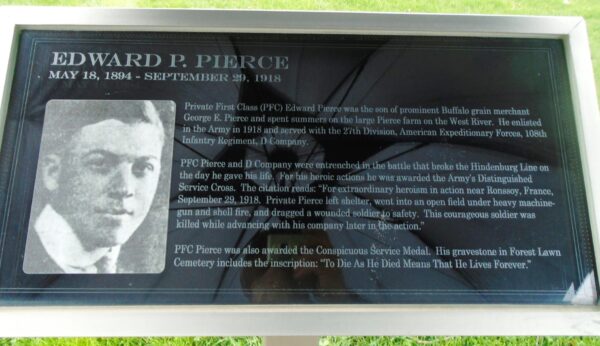 EDWARD P. PIERCE
MAY 18, 1894 - SEPTEMBER 29, 1918
Private First Class (PFC) Edward Pierce was the son of prominent Buffalo grain merchant
George E. Pierce and spent summers on the large Pierce farm on the West River. He enlisted
in the Army in 1918 and served with the 27th Division, American Expeditionary Forces, 108th
Infantry Regiment, D Company.
PFC Pierce and D Company were entrenched in the battle that broke the Hindenburg Line on
the day he gave his life. For his heroic actions he was awarded the Army's Distinguished
Service Cross. The citation reads: "For extraordinary heroism in action near Ronssoy, France,
September 29, 1918. Private Pierce left shelter, went into an open field under heavy machine-
gun and shell fire, and dragged a wounded soldier to safety. This courageous soldier was
killed while advancing with his company later in the action."
PFC Pierce was also awarded the Conspicuous Service Medal. His gravestone in Forest Lawn
Cemetery includes the inscription: "To Die As He Died Means That He Lives Forever."